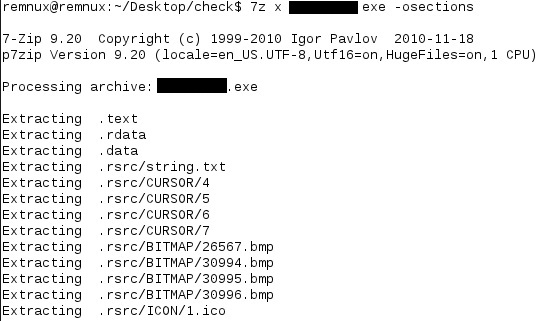 remnux@remnux:~/Desktop/check$ 7z x exe -osections
7-Zip 9.20  Copyright (c) 1999-2010 Igor Pavlov  2010-11-18
p7zip Version 9.20 (locale=en_US.UTF-8,Utf16=on,HugeFiles=on,1 CPU)
Processing archive: .exe
Extracting  .text
Extracting  .rdata
Extracting  .data
Extracting  .rsrc/string.txt
Extracting  .rsrc/CURSOR/4
Extracting  .rsrc/CURSOR/5
Extracting  .rsrc/CURSOR/6
Extracting  .rsrc/CURSOR/7
Extracting  .rsrc/BITMAP/26567.bmp
Extracting  .rsrc/BITMAP/30994.bmp
Extracting  .rsrc/BITMAP/30995.bmp
Extracting  .rsrc/BITMAP/30996.bmp
Extracting  .rsrc/ICON/1.ico